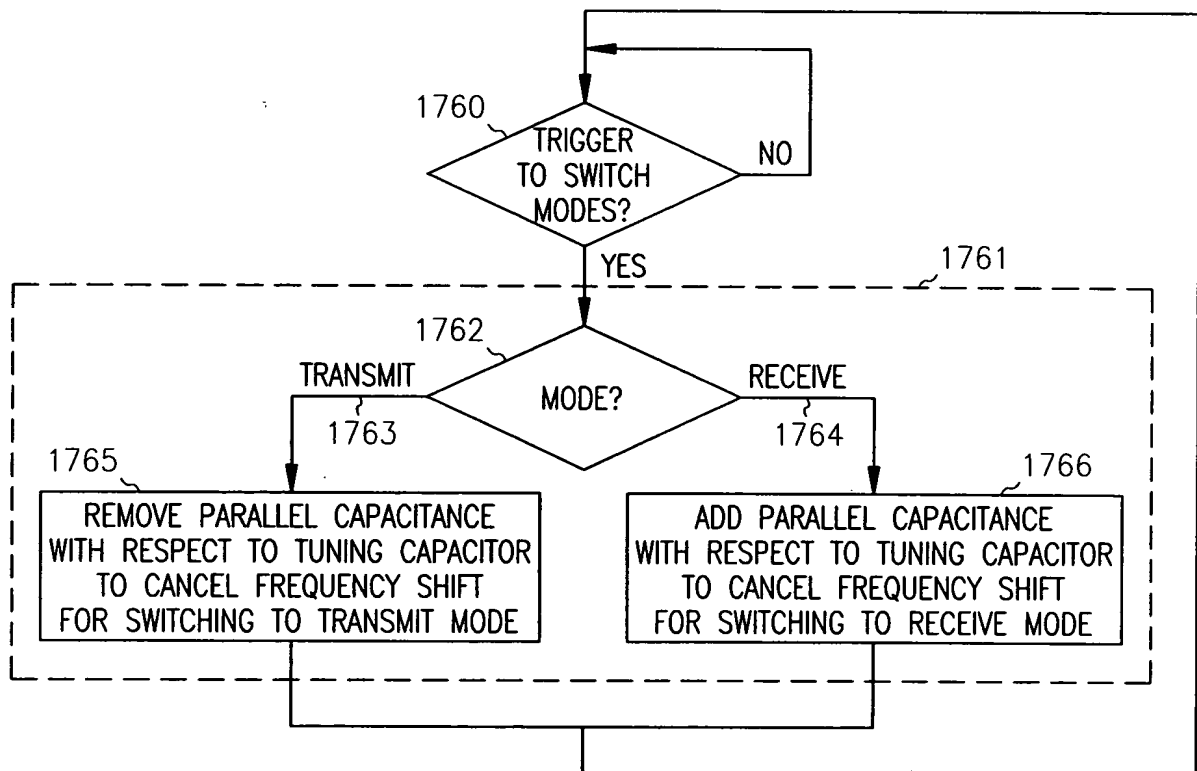 1760
TRIGGER
TO SWITCH
MODES?
NO
YES
1761
1762
TRANSMIT
MODE?
RECEIVE
1763
1764
1765
REMOVE PARALLEL CAPACITANCE
WITH RESPECT TO TUNING CAPACITOR
TO CANCEL FREQUENCY SHIFT
FOR SWITCHING TO TRANSMIT MODE
1766
ADD PARALLEL CAPACITANCE
WITH RESPECT TO TUNING CAPACITOR
TO CANCEL FREQUENCY SHIFT
FOR SWITCHING TO RECEIVE MODE